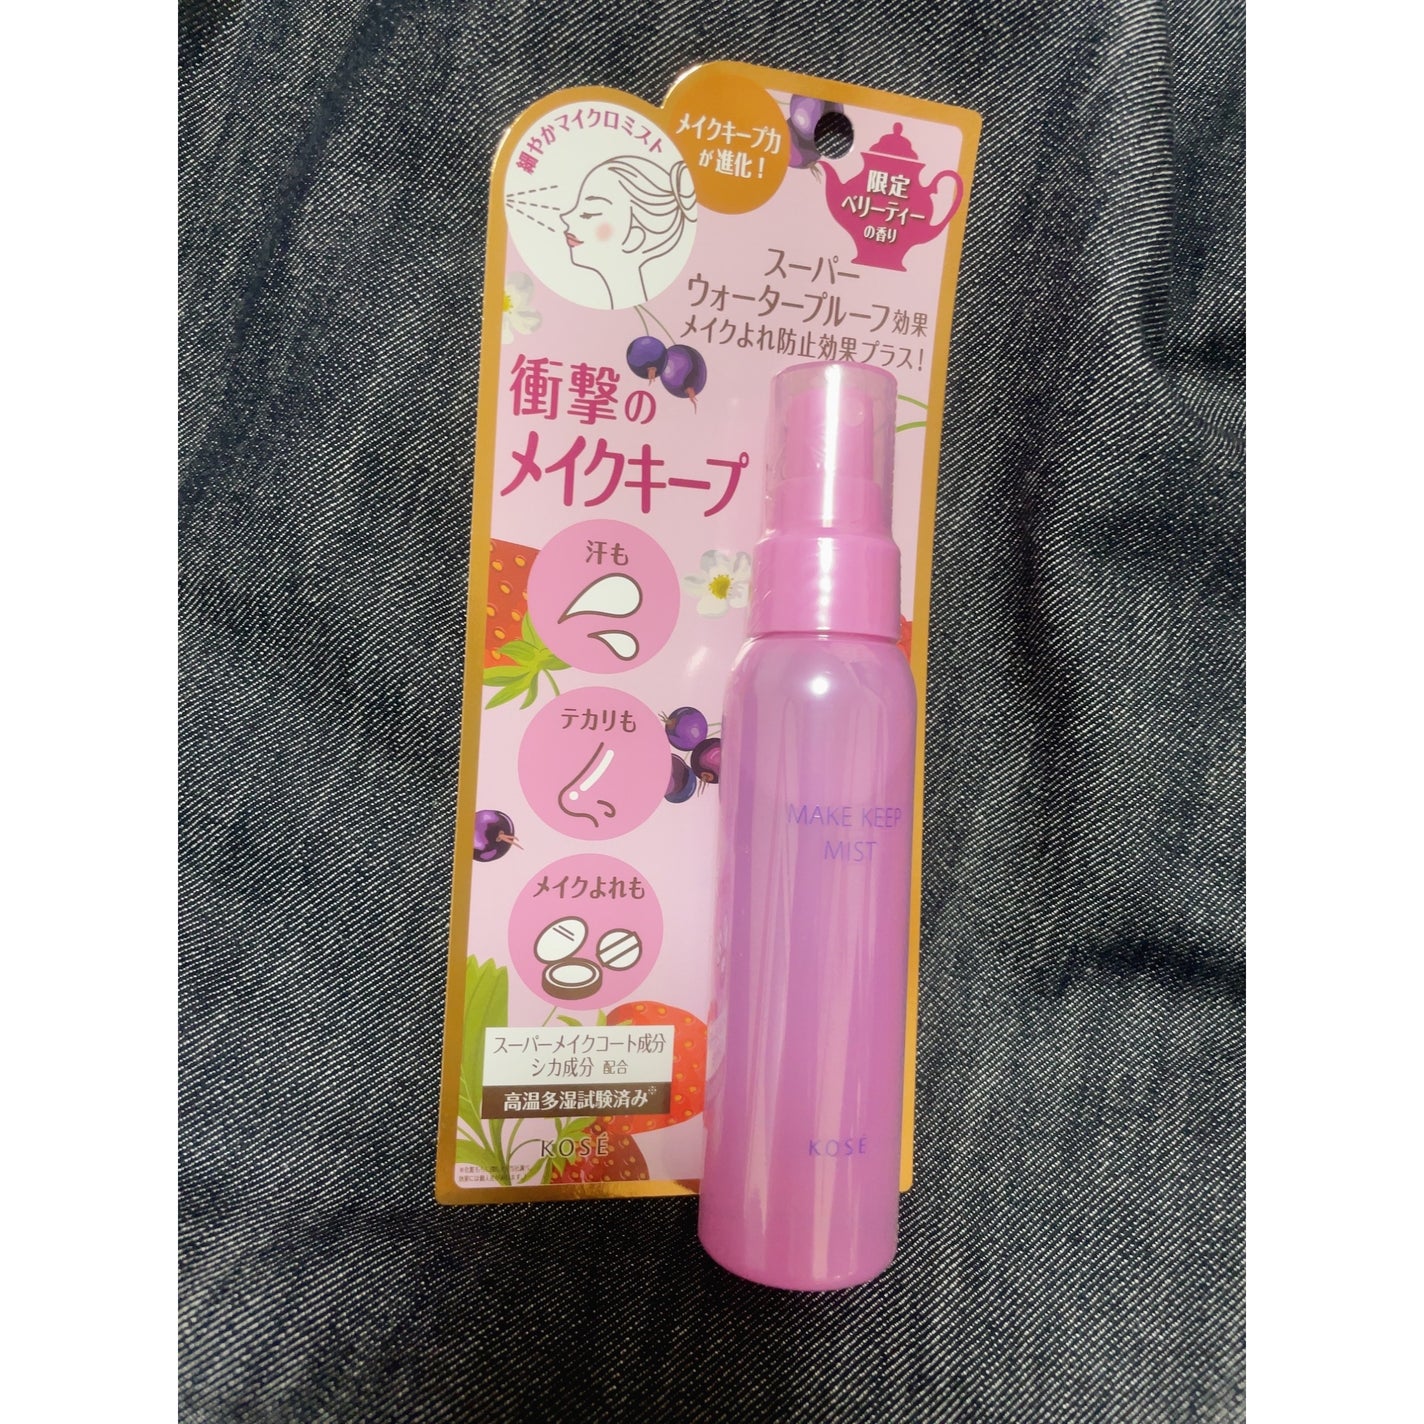 細やかマイクロミスト
メイクキープ力
が進化!
限定
ベリーティー
の香り
スーパー
ウォータープルーフ効果
メイクよれ防止効果プラス!
衝撃の
メイクキープ
汗も
テカリも
メイクよれも
スーパーメイクコート成分
シカ成分 配合
高温多湿試験済み※
KOSÉ
MAKE KEEP
MIST
KOSÉ